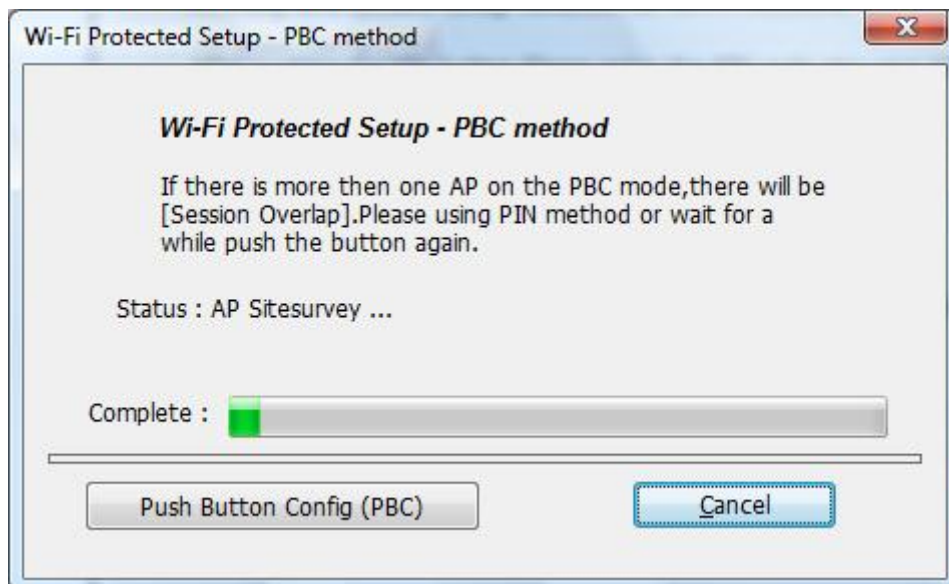 Wi-Fi Protected Setup - PBC method
Wi-Fi Protected Setup - PBC method
If there is more then one AP on the PBC mode,there will be
[Session Overlap].Please using PIN method or wait for a
while push the button again.
Status : AP Sitesurvey ...
Complete :
Push Button Config (PBC)
Cancel